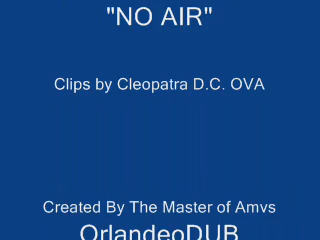 "NO AIR"
Clips by Cleopatra D.C. OVA
Created By The Master of Amvs
OrlandeoDUB